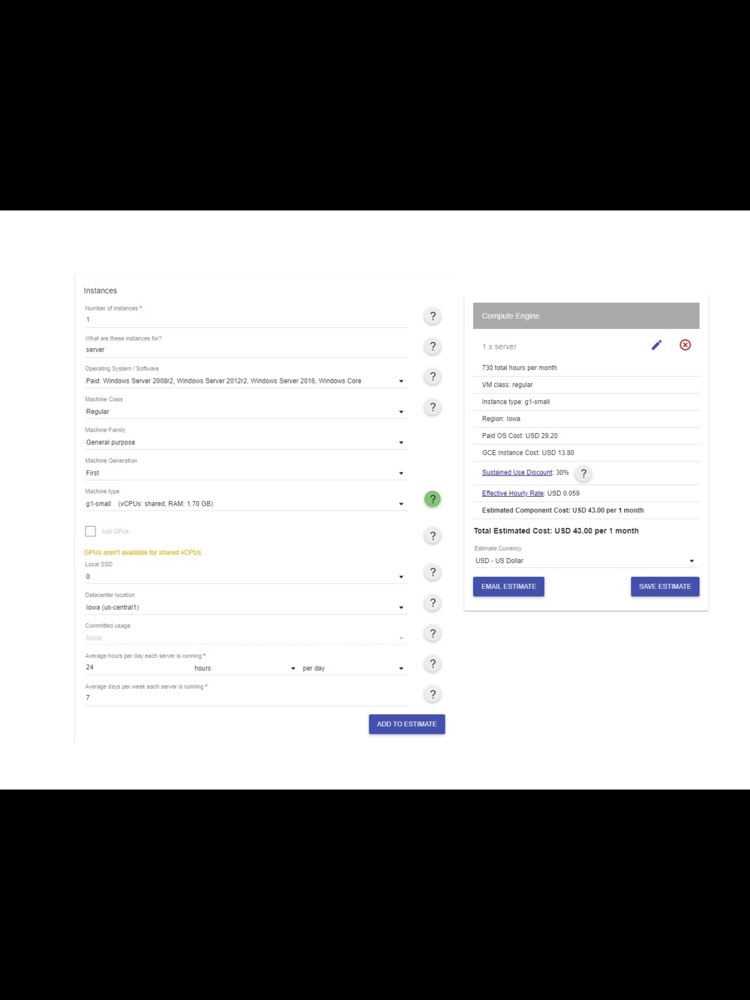 Instances
Number of instances *
1
?
What are these instances for?
server
?
Operating System / Software
Paid: Windows Server 2008r2, Windows Server 2012r2, Windows Server 2016, Windows Core
?
Machine Class
Regular
?
Machine Family
General purpose
Machine Generation
First
Machine type
g1-small (vCPUs: shared, RAM: 1.70 GB)
?
Add GPUs.
?
GPUs aren't available for shared vCPUs.
Local SSD
0
?
Datacenter location
Iowa (us-central1)
?
Committed usage
None
?
Average hours per day each server is running *
24 hours per day
?
Average days per week each server is running *
7
?
ADD TO ESTIMATE
Compute Engine
1 x server
730 total hours per month
VM class: regular
Instance type: g1-small
Region: Iowa
Paid OS Cost: USD 29.20
GCE Instance Cost: USD 13.80
Sustained Use Discount: 30% ?
Effective Hourly Rate: USD 0.059
Estimated Component Cost: USD 43.00 per 1 month
Total Estimated Cost: USD 43.00 per 1 month
Estimate Currency
USD - US Dollar
EMAIL ESTIMATE SAVE ESTIMATE